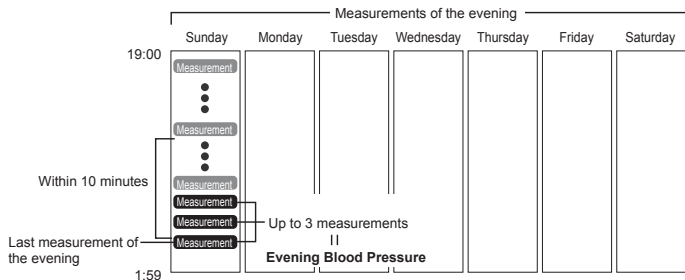 Measurements of the evening
Sunday Monday Tuesday Wednesday Thursday Friday Saturday
19:00
Measurement
Measurement
Within 10 minutes
Measurement
Measurement
Measurement
Up to 3 measurements
Last measurement of
the evening
Measurement
=
Evening Blood Pressure
1:59